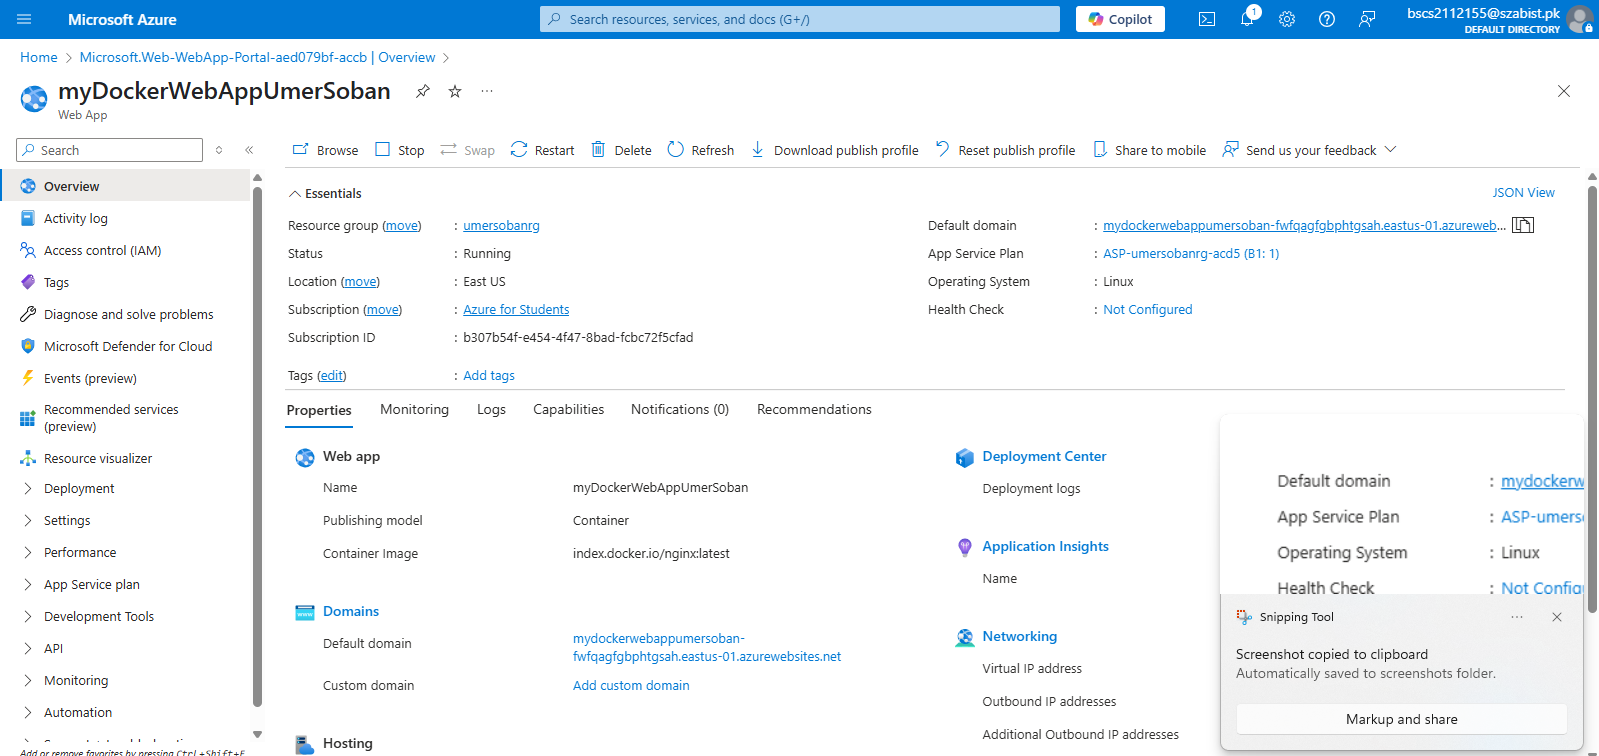 Microsoft Azure
Search resources, services, and docs (G+/)
Copilot
1
bscs2112155@szabist.pk
DEFAULT DIRECTORY
Home > Microsoft.Web-WebApp-Portal-aed079bf-accb | Overview >
myDockerWebAppUmerSoban
Web App
Search
Browse Stop Swap Restart Delete Refresh Download publish profile Reset publish profile Share to mobile Send us your feedback
Overview
Activity log
Access control (IAM)
Tags
Diagnose and solve problems
Microsoft Defender for Cloud
Events (preview)
Recommended services
(preview)
Resource visualizer
Deployment
Settings
Performance
App Service plan
Development Tools
API
Monitoring
Automation
Add or remove favorites by pressing Ctrl+Shift+F
Essentials
JSON View
Resource group (move) : umersobanrg
Status : Running
Location (move) : East US
Subscription (move) : Azure for Students
Subscription ID : b307b54f-e454-4f47-8bad-fcbc72f5cfad
Tags (edit) : Add tags
Default domain : mydockerwebappumersoban-fwfqagfgbphtgsah.eastus-01.azureweb...
App Service Plan : ASP-umersobanrg-acd5 (B1: 1)
Operating System : Linux
Health Check : Not Configured
Properties Monitoring Logs Capabilities Notifications (0) Recommendations
Web app
Name myDockerWebAppUmerSoban
Publishing model Container
Container Image index.docker.io/nginx:latest
Domains
Default domain mydockerwebappumersoban-
fwfqagfgbphtgsah.eastus-01.azurewebsites.net
Custom domain Add custom domain
Hosting
Deployment Center
Deployment logs
Application Insights
Name
Networking
Virtual IP address
Outbound IP addresses
Additional Outbound IP addresses
Default domain : mydockerw
App Service Plan : ASP-umerso
Operating System : Linux
Health Check : Not Config
Snipping Tool
Screenshot copied to clipboard
Automatically saved to screenshots folder.
Markup and share